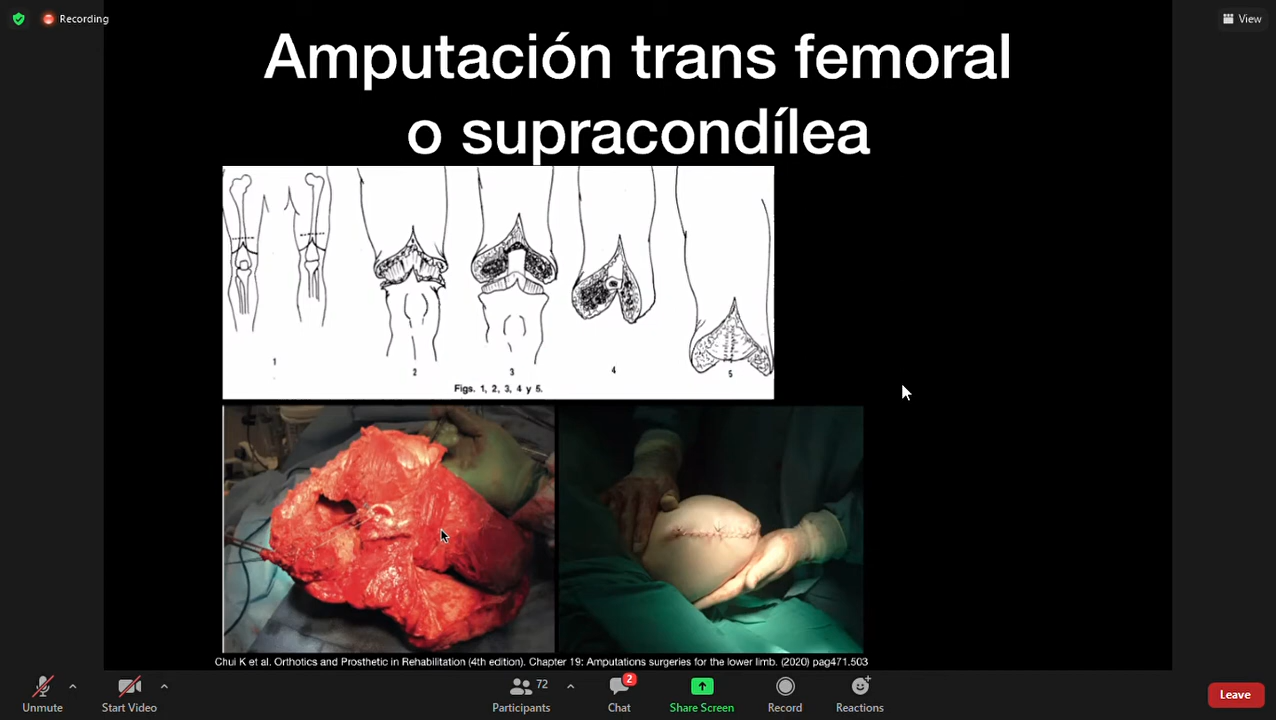 Recording
View
Amputación trans femoral
o supracondílea
1
2
3
4
5
Figs. 1, 2, 3, 4 y 5.
Chui K et al. Orthotics and Prosthetic in Rehabilitation (4th edition). Chapter 19: Amputations surgeries for the lower limb. (2020) pag471.503
Unmute
Start Video
72
Participants
2
Chat
Share Screen
Record
Reactions
Leave